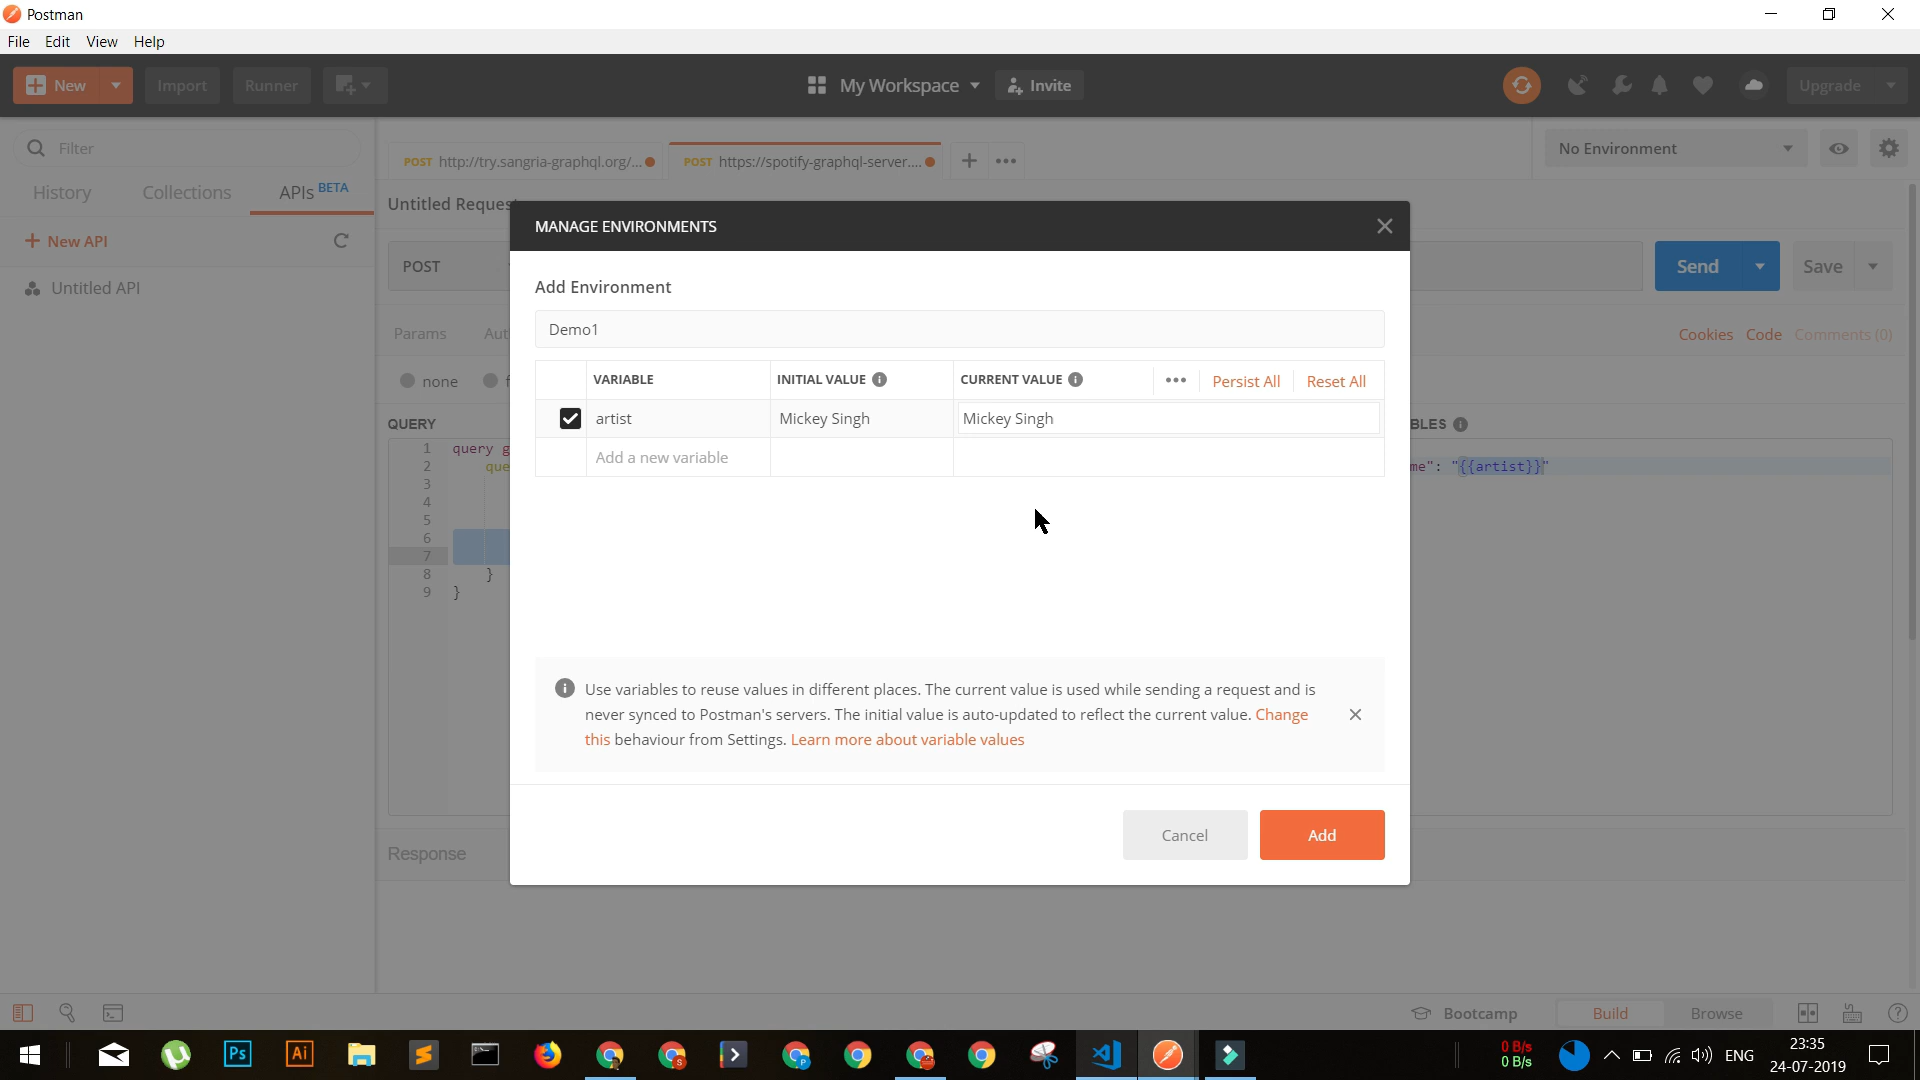 Postman
File Edit View Help
New Import Runner My Workspace Invite Upgrade
Filter
POST http://try.sangria-graphql.org/... POST https://spotify-graphql-server.... No Environment
History Collections APIs BETA
Untitled Reques
MANAGE ENVIRONMENTS
New API
POST Send Save
Untitled API
Add Environment
Demo1
Params Aut Cookies Code Comments (0)
none f
VARIABLE INITIAL VALUE CURRENT VALUE Persist All Reset All
artist Mickey Singh Mickey Singh
QUERY BLES
1 query g
Add a new variable
2 que me": "{{artist}}"
3
4
5
6
7
8 }
9 }
Use variables to reuse values in different places. The current value is used while sending a request and is
never synced to Postman's servers. The initial value is auto-updated to reflect the current value. Change
this behaviour from Settings. Learn more about variable values
Cancel Add
Response
Bootcamp Build Browse
Ps Ai S P 0 B/s 0 B/s ENG 23:35
24-07-2019